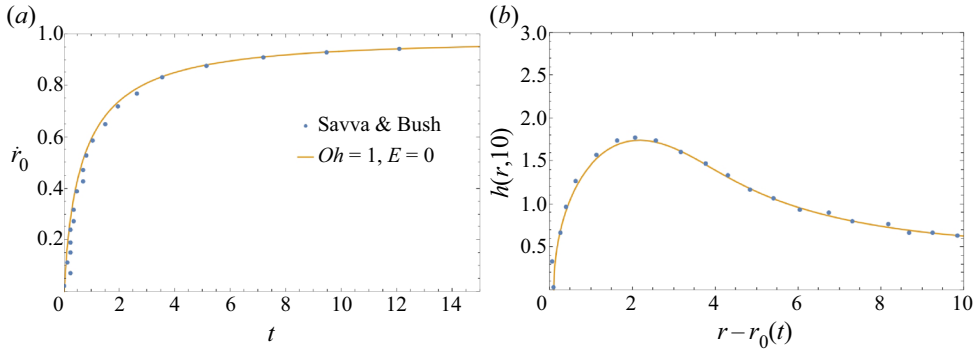 (a)
1.0
0.8
0.6
0.4
0.2
ṙ0
Savva & Bush
Oh = 1, E = 0
0 2 4 6 8 10 12 14
t
(b)
3.0
2.5
2.0
1.5
1.0
0.5
h(r,10)
0 2 4 6 8 10
r – r0(t)